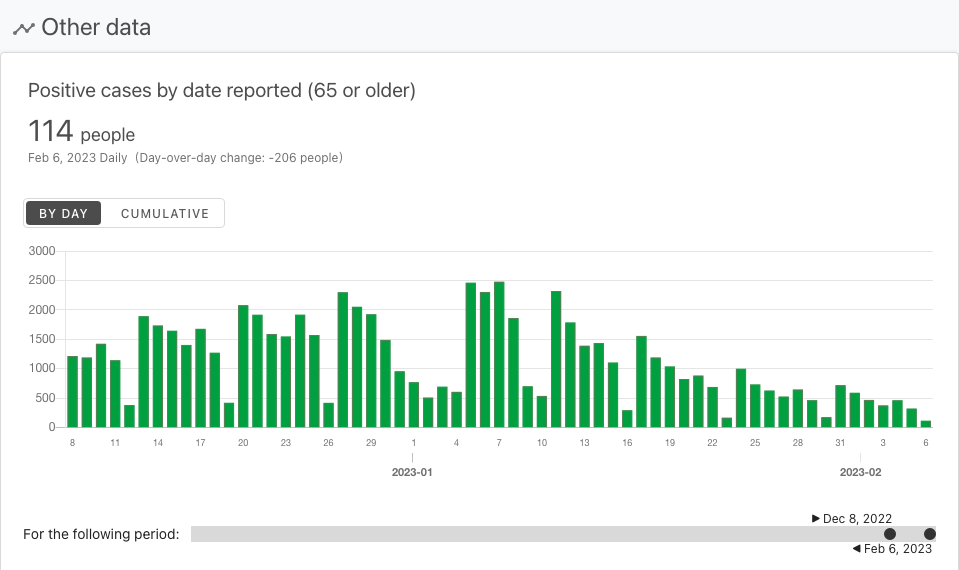 Other data
Positive cases by date reported (65 or older)
114 people
Feb 6, 2023 Daily (Day-over-day change: -206 people)
BY DAY CUMULATIVE
3000
2500
2000
1500
1000
500
0
8 11 14 17 20 23 26 29 1 4 7 10 13 16 19 22 25 28 31 3 6
2023-01 2023-02
▶ Dec 8, 2022
For the following period:
◀ Feb 6, 2023